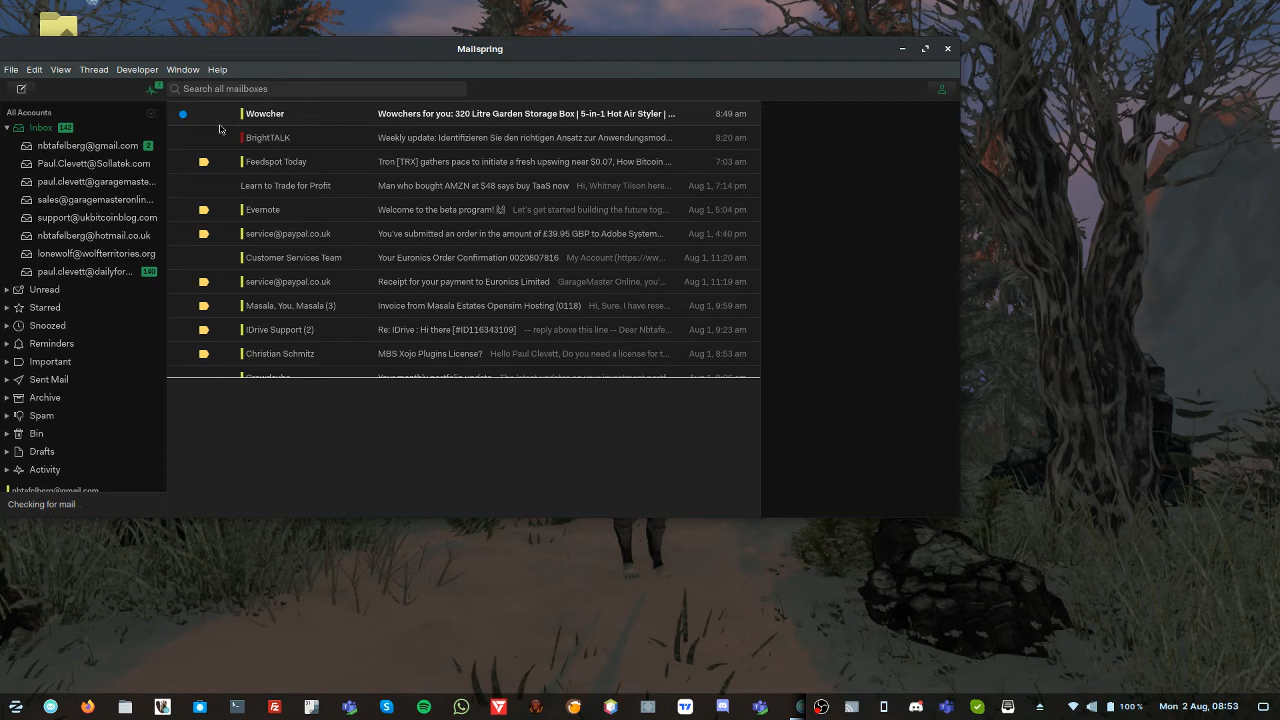 Mailspring
File Edit View Thread Developer Window Help
Search all mailboxes
All Accounts
Inbox 142
nbtafelberg@gmail.com 2
Paul.Clevett@Sollatek.com
paul.clevett@garagemaste...
sales@garagemasteronlin...
support@ukbitcoinblog.com
nbtafelberg@hotmail.co.uk
lonewolf@wolfterritories.org
paul.clevett@dailyfor... 140
Unread
Starred
Snoozed
Reminders
Important
Sent Mail
Archive
Spam
Bin
Drafts
Activity
nbtafelberg@gmail.com
Checking for mail
Wowcher Wowchers for you: 320 Litre Garden Storage Box | 5-in-1 Hot Air Styler | ... 8:49 am
BrightTALK Weekly update: Identifizieren Sie den richtigen Ansatz zur Anwendungsmod... 8:20 am
Feedspot Today Tron [TRX] gathers pace to initiate a fresh upswing near $0.07, How Bitcoin ... 7:03 am
Learn to Trade for Profit Man who bought AMZN at $48 says buy TaaS now Hi, Whitney Tilson here... Aug 1, 7:14 pm
Evernote Welcome to the beta program! 🙌 Let's get started building the future tog... Aug 1, 5:04 pm
service@paypal.co.uk You've submitted an order in the amount of £39.95 GBP to Adobe System... Aug 1, 4:40 pm
Customer Services Team Your Euronics Order Confirmation 0020807816 My Account (https://ww... Aug 1, 11:20 am
service@paypal.co.uk Receipt for your payment to Euronics Limited GarageMaster Online, you'... Aug 1, 11:19 am
Masala, You, Masala (3) Invoice from Masala Estates Opensim Hosting (0118) Hi, Sure. I have rese... Aug 1, 9:59 am
IDrive Support (2) Re: IDrive : Hi there [#ID116343109] -- reply above this line -- Dear Nbtafe... Aug 1, 9:23 am
Christian Schmitz MBS Xojo Plugins License? Hello Paul Clevett, Do you need a license for t... Aug 1, 8:53 am
100 % Mon 2 Aug, 08:53